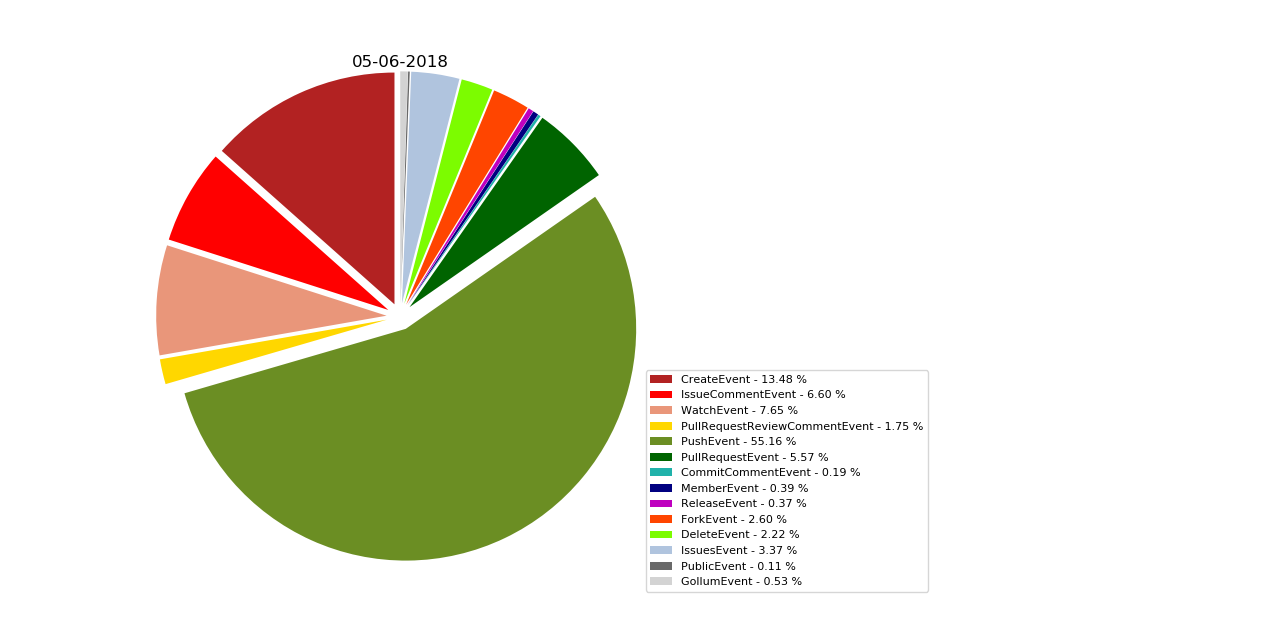 05-06-2018
CreateEvent - 13.48 %
IssueCommentEvent - 6.60 %
WatchEvent - 7.65 %
PullRequestReviewCommentEvent - 1.75 %
PushEvent - 55.16 %
PullRequestEvent - 5.57 %
CommitCommentEvent - 0.19 %
MemberEvent - 0.39 %
ReleaseEvent - 0.37 %
ForkEvent - 2.60 %
DeleteEvent - 2.22 %
IssuesEvent - 3.37 %
PublicEvent - 0.11 %
GollumEvent - 0.53 %